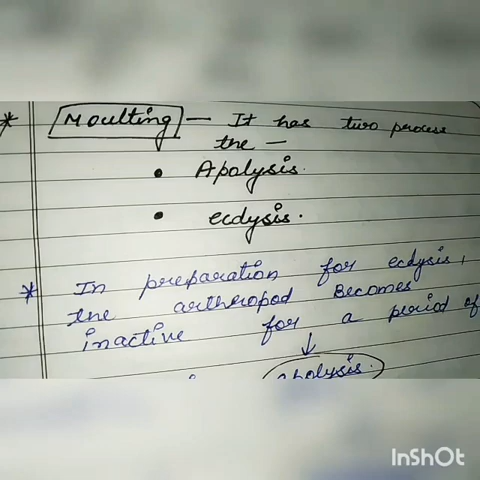 * Moulting - It has two process
the -
• Apolysis.
• ecdysis.
* In preparation for ecdysis,
the arthropod Becomes
inactive for a period of
apolysis.
InShOt